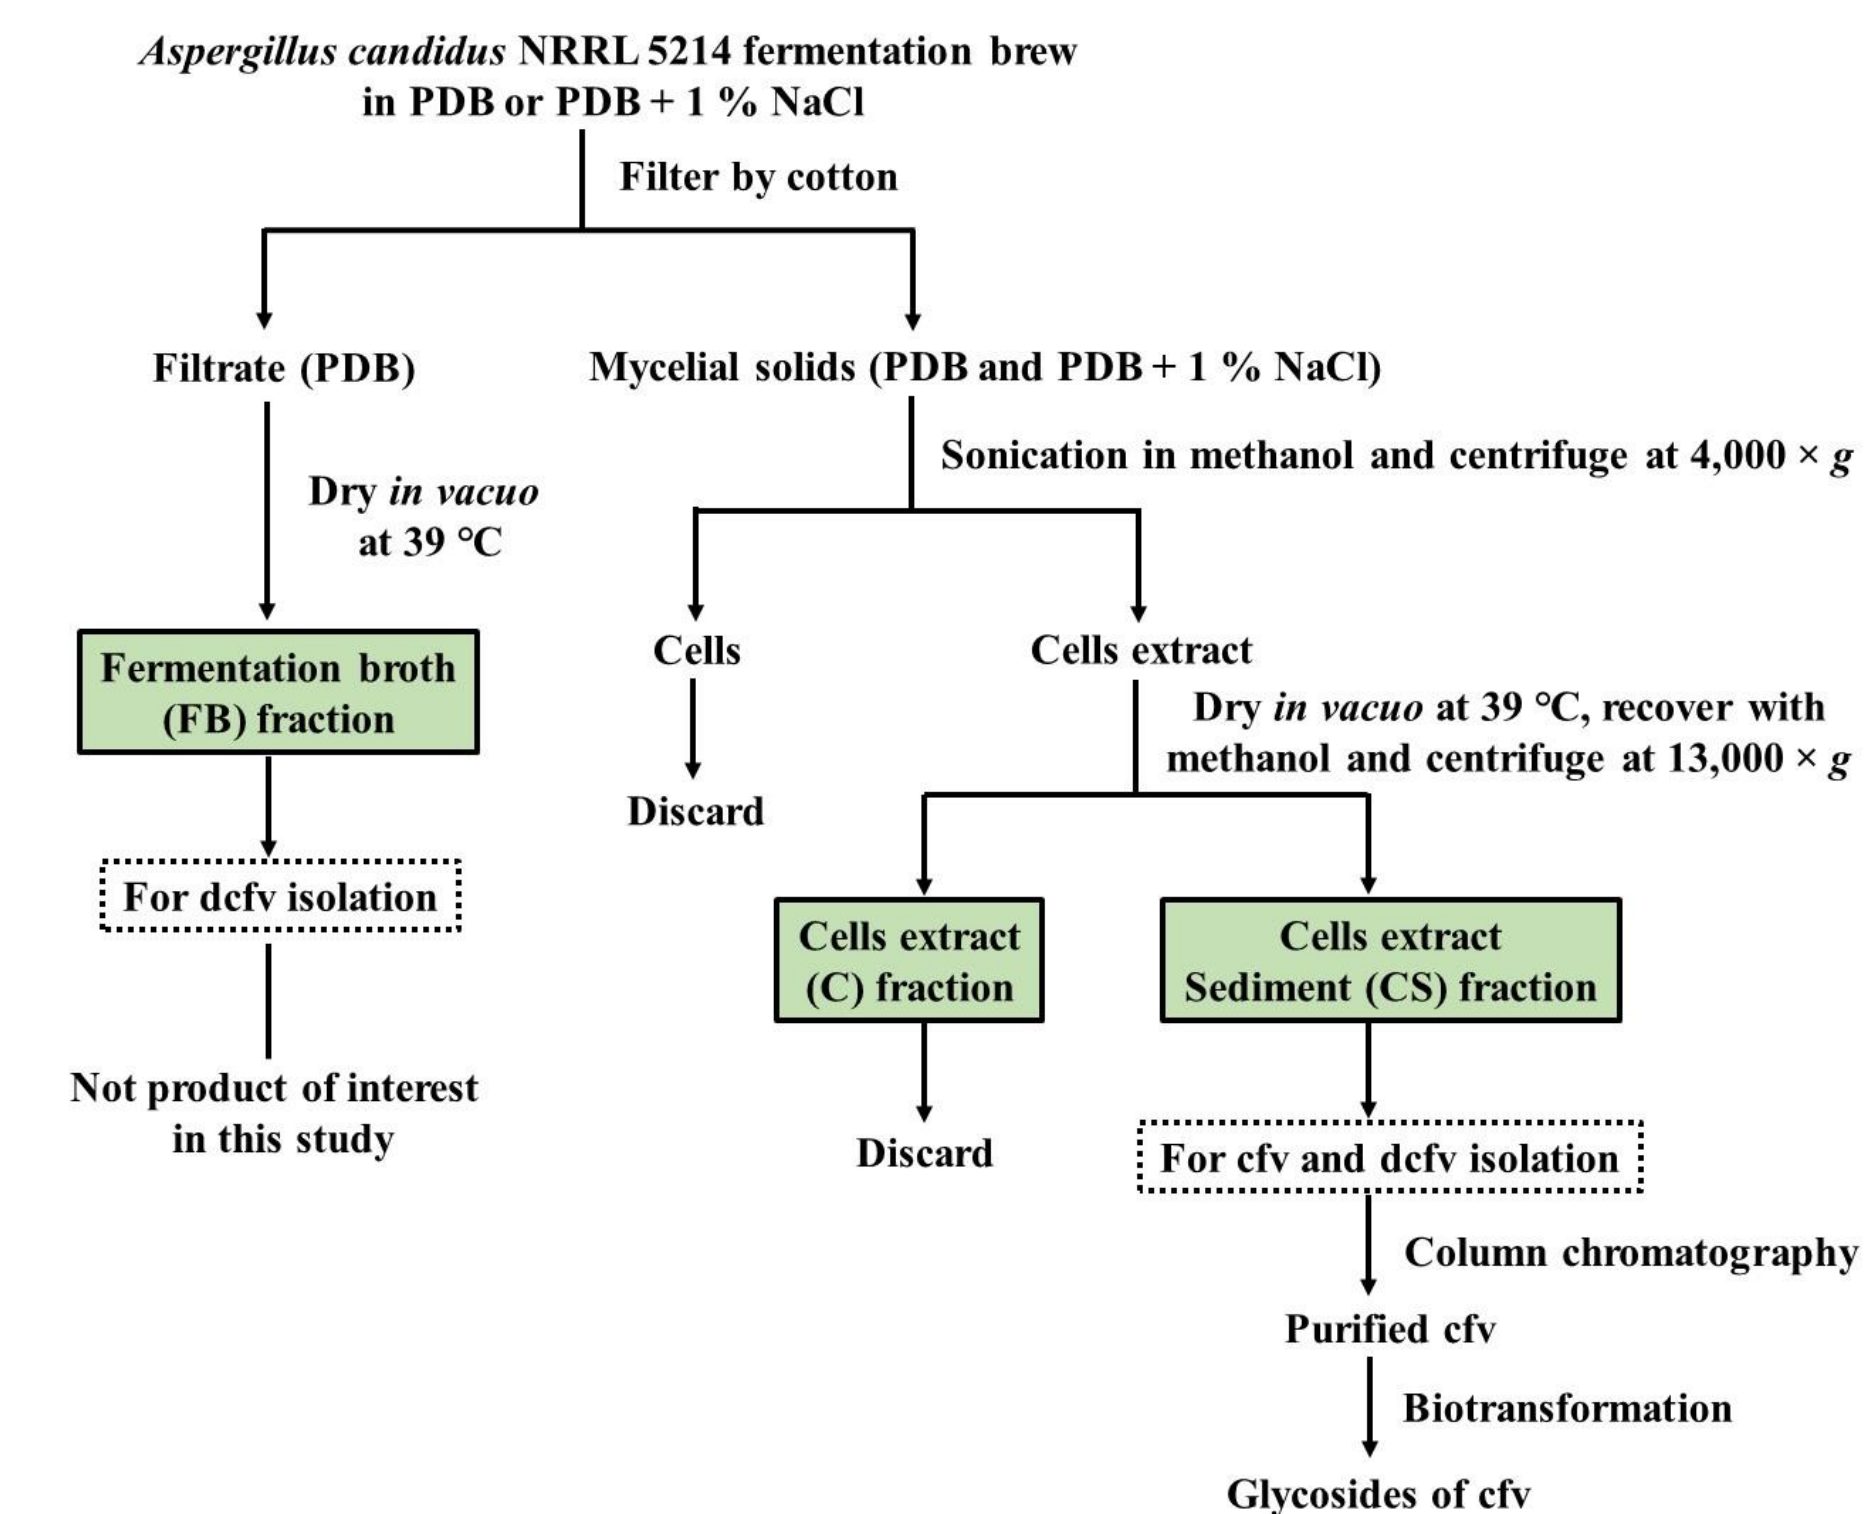 Aspergillus candidus NRRL 5214 fermentation brew
in PDB or PDB + 1 % NaCl
Filter by cotton
Filtrate (PDB)
Mycelial solids (PDB and PDB + 1 % NaCl)
Sonication in methanol and centrifuge at 4,000 × g
Dry in vacuo
at 39 °C
Cells
Cells extract
Fermentation broth
(FB) fraction
Dry in vacuo at 39 °C, recover with
methanol and centrifuge at 13,000 × g
Discard
For dcfv isolation
Cells extract
(C) fraction
Cells extract
Sediment (CS) fraction
Not product of interest
in this study
Discard
For cfv and dcfv isolation
Column chromatography
Purified cfv
Biotransformation
Glycosides of cfv